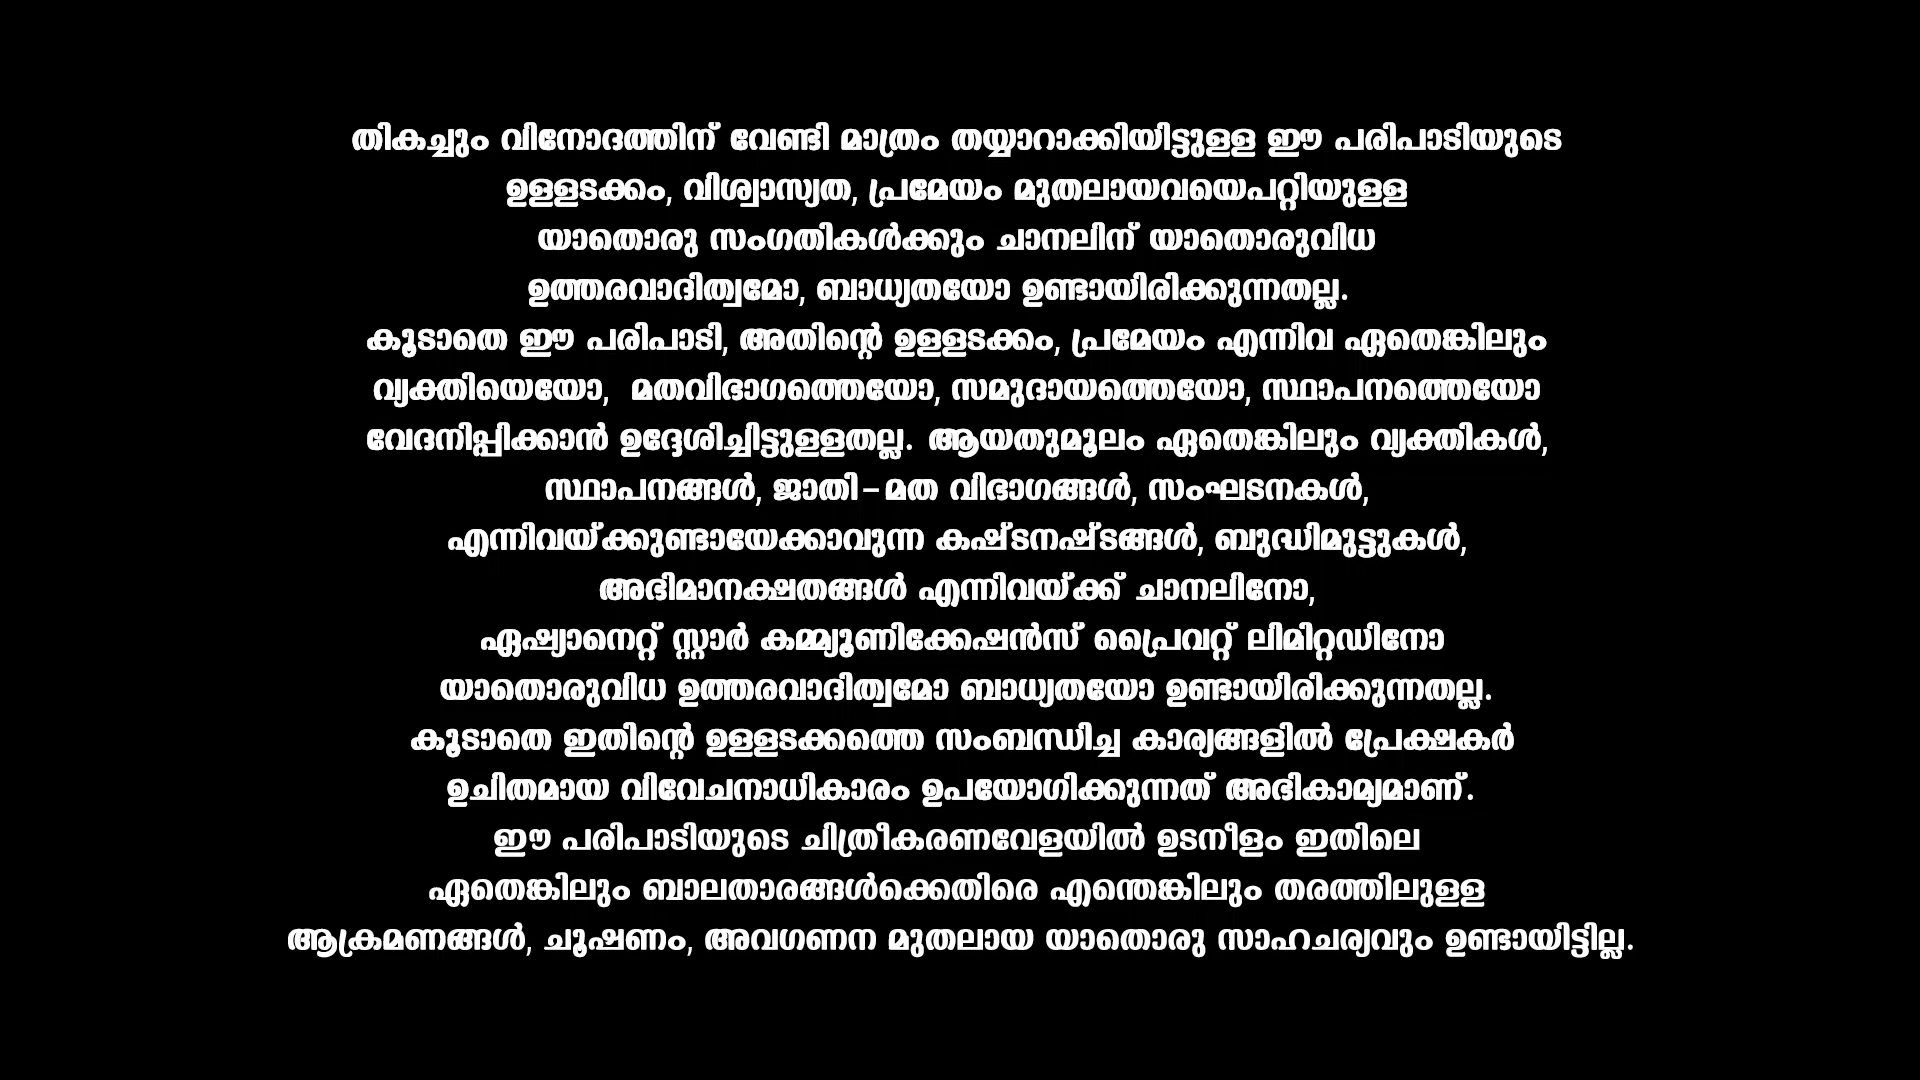 തികച്ചും വിനോദത്തിന് വേണ്ടി മാത്രം തയ്യാറാക്കിയിട്ടുള്ള ഈ പരിപാടിയുടെ
ഉള്ളടക്കം, വിശ്വാസ്യത, പ്രമേയം മുതലായവയെപറ്റിയുള്ള
യാതൊരു സംഗതികൾക്കും ചാനലിന് യാതൊരുവിധ
ഉത്തരവാദിത്വമോ, ബാധ്യതയോ ഉണ്ടായിരിക്കുന്നതല്ല.
കൂടാതെ ഈ പരിപാടി, അതിന്റെ ഉള്ളടക്കം, പ്രമേയം എന്നിവ ഏതെങ്കിലും
വ്യക്തിയെയോ, മതവിഭാഗത്തെയോ, സമുദായത്തെയോ, സ്ഥാപനത്തെയോ
വേദനിപ്പിക്കാൻ ഉദ്ദേശിച്ചിട്ടുള്ളതല്ല. ആയതുമൂലം ഏതെങ്കിലും വ്യക്തികൾ,
സ്ഥാപനങ്ങൾ, ജാതി–മത വിഭാഗങ്ങൾ, സംഘടനകൾ,
എന്നിവയ്ക്കുണ്ടായേക്കാവുന്ന കഷ്ടനഷ്ടങ്ങൾ, ബുദ്ധിമുട്ടുകൾ,
അഭിമാനക്ഷതങ്ങൾ എന്നിവയ്ക്ക് ചാനലിനോ,
ഏഷ്യാനെറ്റ് സ്റ്റാർ കമ്മ്യൂണിക്കേഷൻസ് പ്രൈവറ്റ് ലിമിറ്റഡിനോ
യാതൊരുവിധ ഉത്തരവാദിത്വമോ ബാധ്യതയോ ഉണ്ടായിരിക്കുന്നതല്ല.
കൂടാതെ ഇതിന്റെ ഉള്ളടക്കത്തെ സംബന്ധിച്ച കാര്യങ്ങളിൽ പ്രേക്ഷകർ
ഉചിതമായ വിവേചനാധികാരം ഉപയോഗിക്കുന്നത് അഭികാമ്യമാണ്.
ഈ പരിപാടിയുടെ ചിത്രീകരണവേളയിൽ ഉടനീളം ഇതിലെ
ഏതെങ്കിലും ബാലതാരങ്ങൾക്കെതിരെ എന്തെങ്കിലും തരത്തിലുള്ള
ആക്രമണങ്ങൾ, ചൂഷണം, അവഗണന മുതലായ യാതൊരു സാഹചര്യവും ഉണ്ടായിട്ടില്ല.